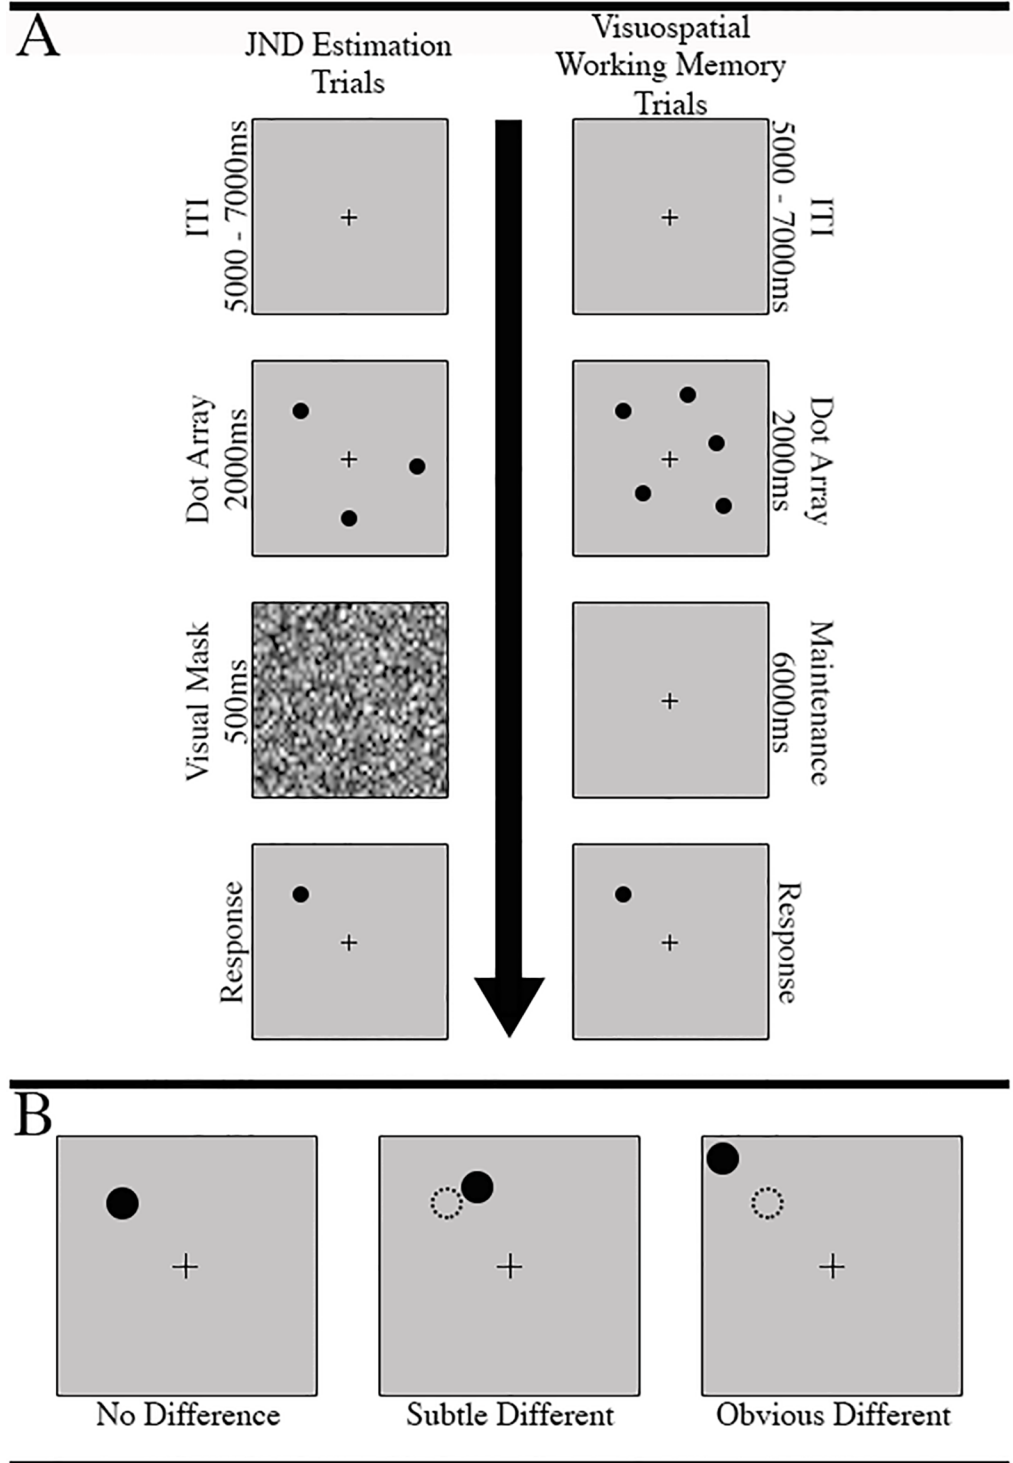 A
JND Estimation
Trials
Visuospatial
Working Memory
Trials
ITI
5000 - 7000ms
5000 - 7000ms
ITI
Dot Array
2000ms
2000ms
Dot Array
Visual Mask
500ms
6000ms
Maintenance
Response
Response
B
No Difference
Subtle Different
Obvious Different